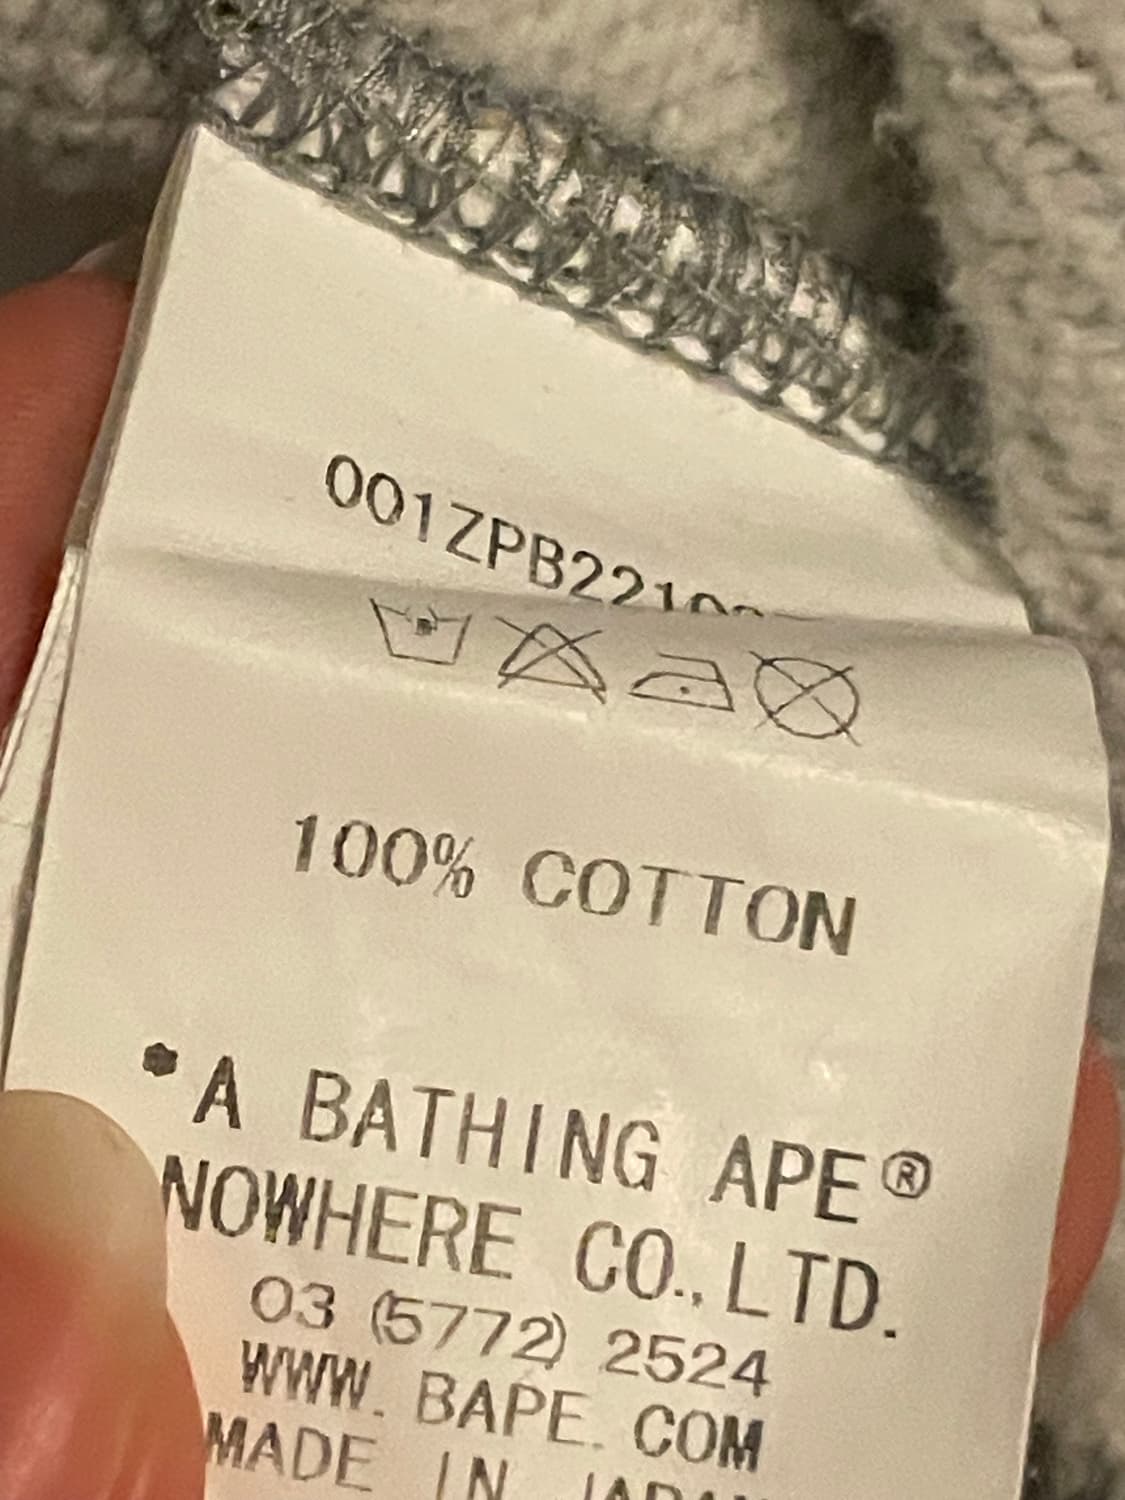 100% COTTON
•A BATHING APE®
NOWHERE CO.,LTD.
03 (5772) 2524
WWW. BAPE. COM
MADE IN